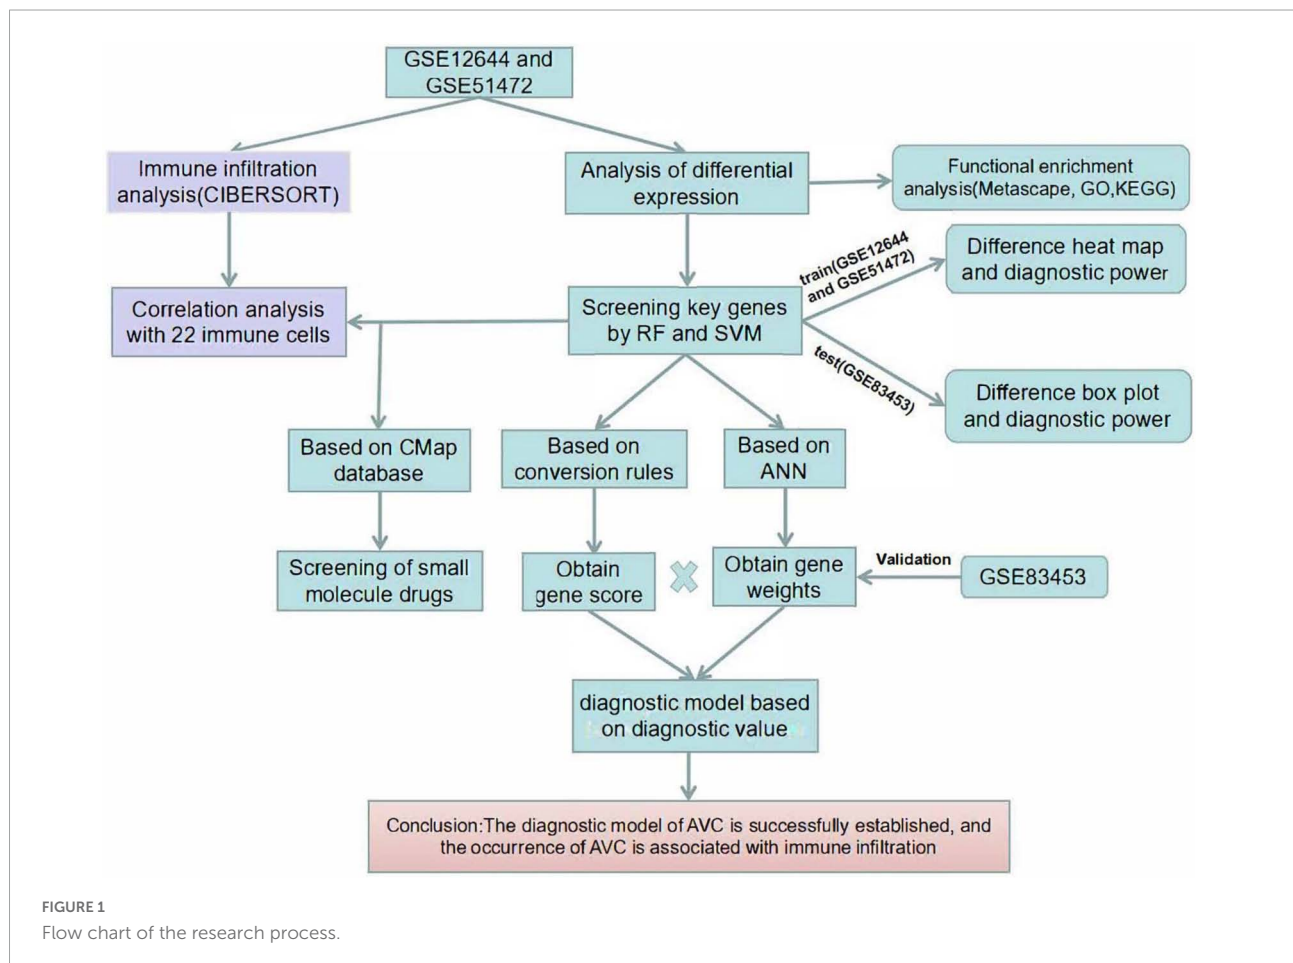 GSE12644 and
GSE51472
Immune infiltration
analysis(CIBERSORT)
Analysis of differential
expression
Functional enrichment
analysis(Metascape, GO,KEGG)
train(GSE12644
and GSE51472)
Difference heat map
and diagnostic power
Correlation analysis
with 22 immune cells
Screening key genes
by RF and SVM
test(GSE83453)
Difference box plot
and diagnostic power
Based on CMap
database
Based on
conversion rules
Based on
ANN
Screening of small
molecule drugs
Obtain
gene score
Obtain gene
weights
Validation
GSE83453
diagnostic model based
on diagnostic value
Conclusion:The diagnostic model of AVC is successfully established, and
the occurrence of AVC is associated with immune infiltration
FIGURE 1
Flow chart of the research process.